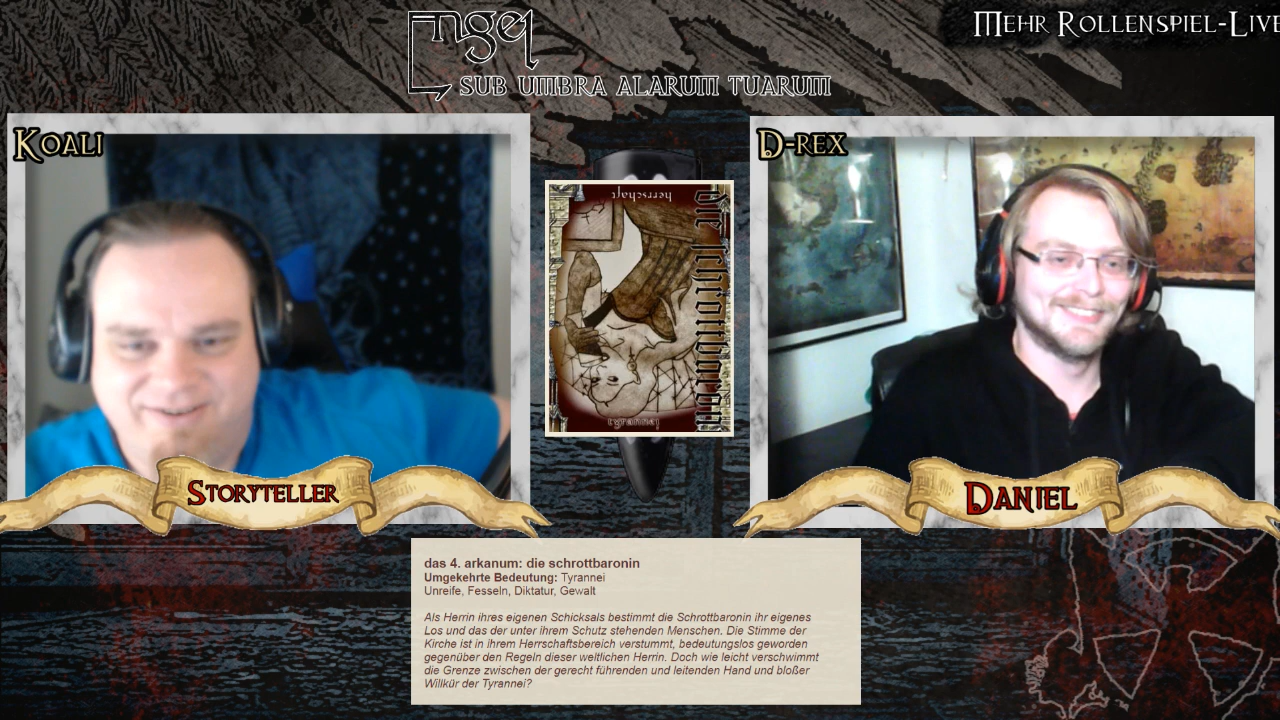 Engel
SUB UMBRA ALARUM TUARUM
MEHR ROLLENSPIEL-LIVE
KOALI
D-REX
herrschaft
die schrottbaronin
tyrannei
STORYTELLER
DANIEL
das 4. arkanum: die schrottbaronin
Umgekehrte Bedeutung: Tyrannei
Unreife, Fesseln, Diktatur, Gewalt
Als Herrin ihres eigenen Schicksals bestimmt die Schrottbaronin ihr eigenes
Los und das der unter ihrem Schutz stehenden Menschen. Die Stimme der
Kirche ist in ihrem Herrschaftsbereich verstummt, bedeutungslos geworden
gegenüber den Regeln dieser weltlichen Herrin. Doch wie leicht verschwimmt
die Grenze zwischen der gerecht führenden und leitenden Hand und bloßer
Willkür der Tyrannei?